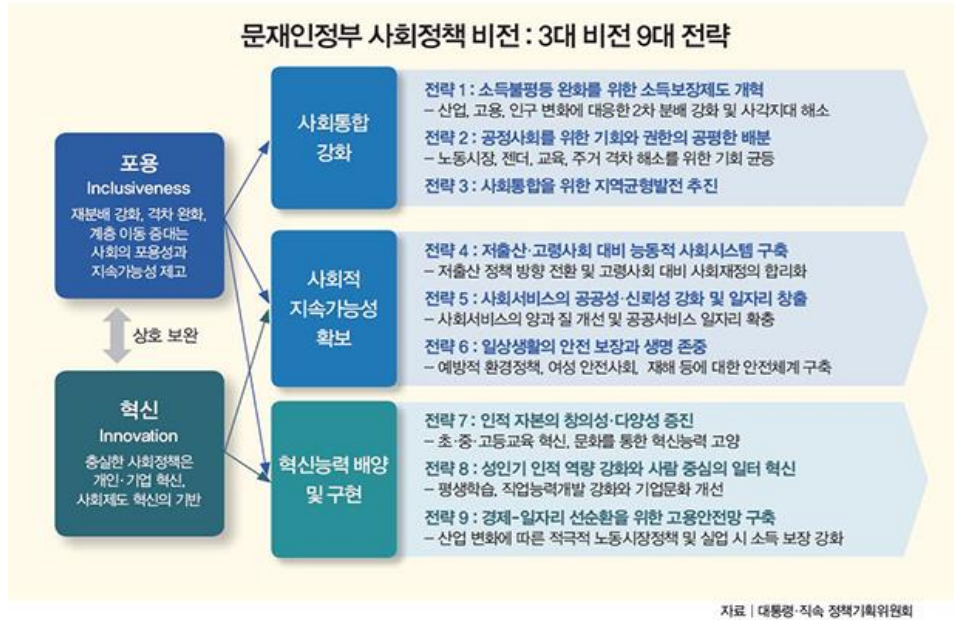 문재인정부 사회정책 비전 : 3대 비전 9대 전략
포용
Inclusiveness
재분배 강화, 격차 완화,
계층 이동 증대는
사회의 포용성과
지속가능성 제고
상호 보완
혁신
Innovation
충실한 사회정책은
개인·기업 혁신,
사회제도 혁신의 기반
사회통합
강화
전략 1 : 소득불평등 완화를 위한 소득보장제도 개혁
– 산업, 고용, 인구 변화에 대응한 2차 분배 강화 및 사각지대 해소
전략 2 : 공정사회를 위한 기회와 권한의 공평한 배분
– 노동시장, 젠더, 교육, 주거 격차 해소를 위한 기회 균등
전략 3 : 사회통합을 위한 지역균형발전 추진
사회적
지속가능성
확보
전략 4 : 저출산·고령사회 대비 능동적 사회시스템 구축
– 저출산 정책 방향 전환 및 고령사회 대비 사회재정의 합리화
전략 5 : 사회서비스의 공공성·신뢰성 강화 및 일자리 창출
– 사회서비스의 양과 질 개선 및 공공서비스 일자리 확충
전략 6 : 일상생활의 안전 보장과 생명 존중
– 예방적 환경정책, 여성 안전사회, 재해 등에 대한 안전체계 구축
혁신능력 배양
및 구현
전략 7 : 인적 자본의 창의성·다양성 증진
– 초·중·고등교육 혁신, 문화를 통한 혁신능력 고양
전략 8 : 성인기 인적 역량 강화와 사람 중심의 일터 혁신
– 평생학습, 직업능력개발 강화와 기업문화 개선
전략 9 : 경제–일자리 선순환을 위한 고용안전망 구축
– 산업 변화에 따른 적극적 노동시장정책 및 실업 시 소득 보장 강화
자료 | 대통령·직속 정책기획위원회